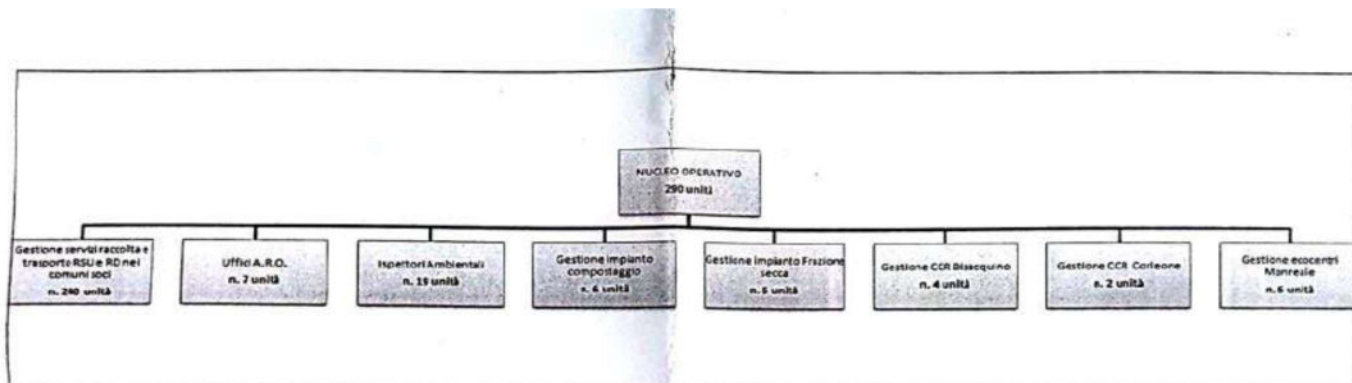 NUCLEO OPERATIVO
290 unità
Gestione servizi raccolta e
trasporto RSU e RD nei
comuni soci
n. 240 unità
Uffici A.R.O.
n. 7 unità
Ispettori Ambientali
n. 19 unità
Gestione Impianto
compostaggio
n. 6 unità
Gestione Impianto Frazione
secca
n. 6 unità
Gestione CCR Bisacquino
n. 4 unità
Gestione CCR Corleone
n. 2 unità
Gestione ecocentri
Monreale
n. 6 unità